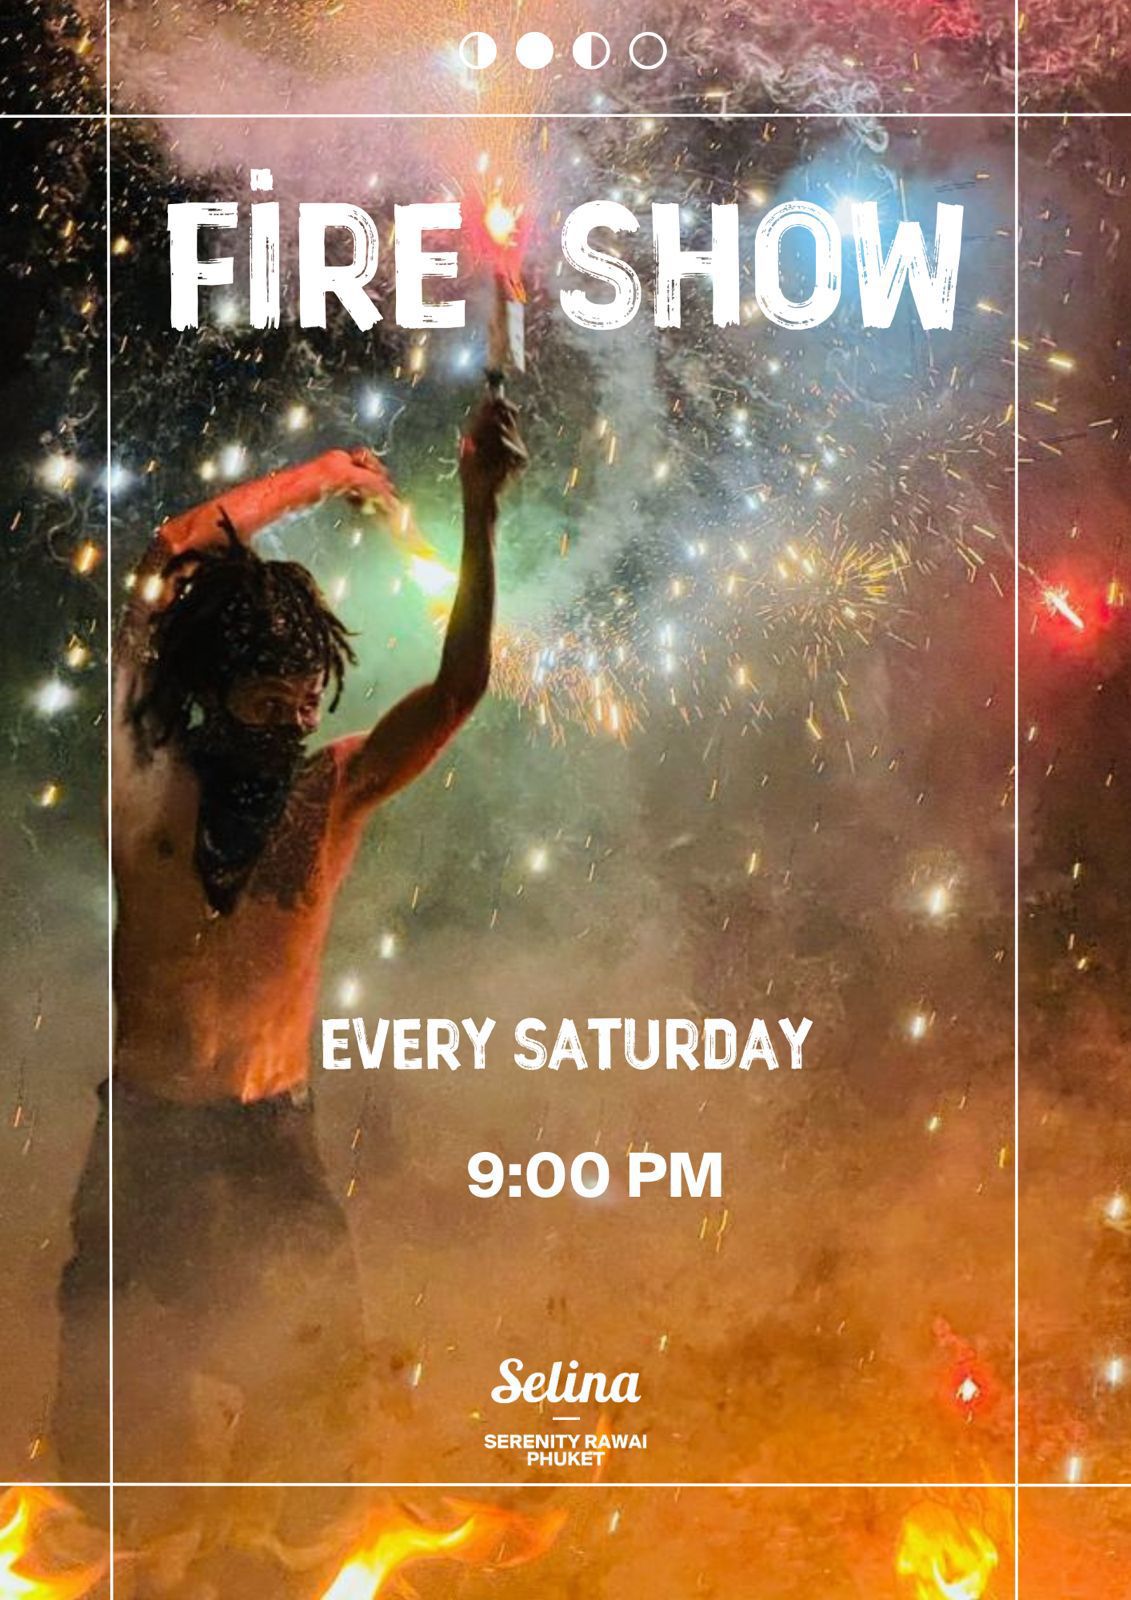 FIRE SHOW
EVERY SATURDAY
9:00 PM
Selina
SERENITY RAWAI
PHUKET